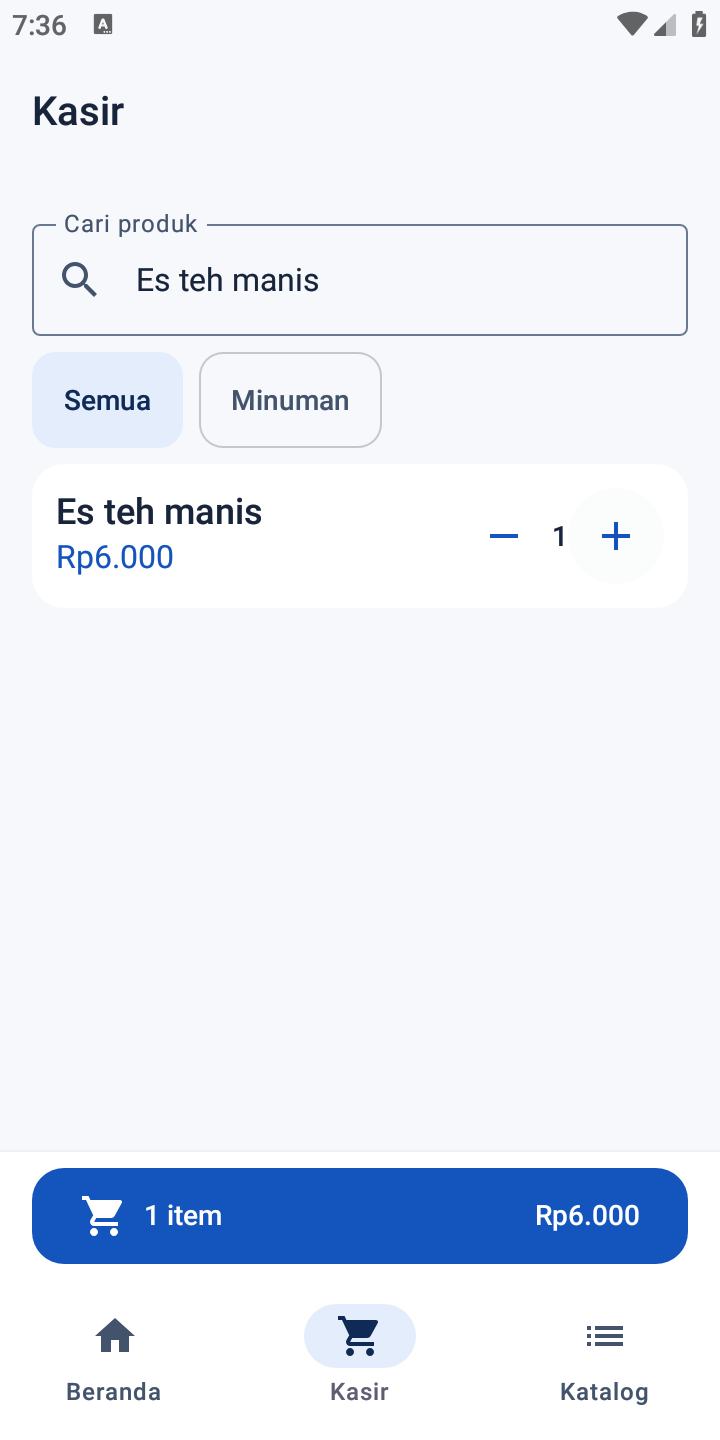 7:36
Kasir
Cari produk
Es teh manis
Semua
Minuman
Es teh manis
Rp6.000
1
1 item
Rp6.000
Beranda
Kasir
Katalog